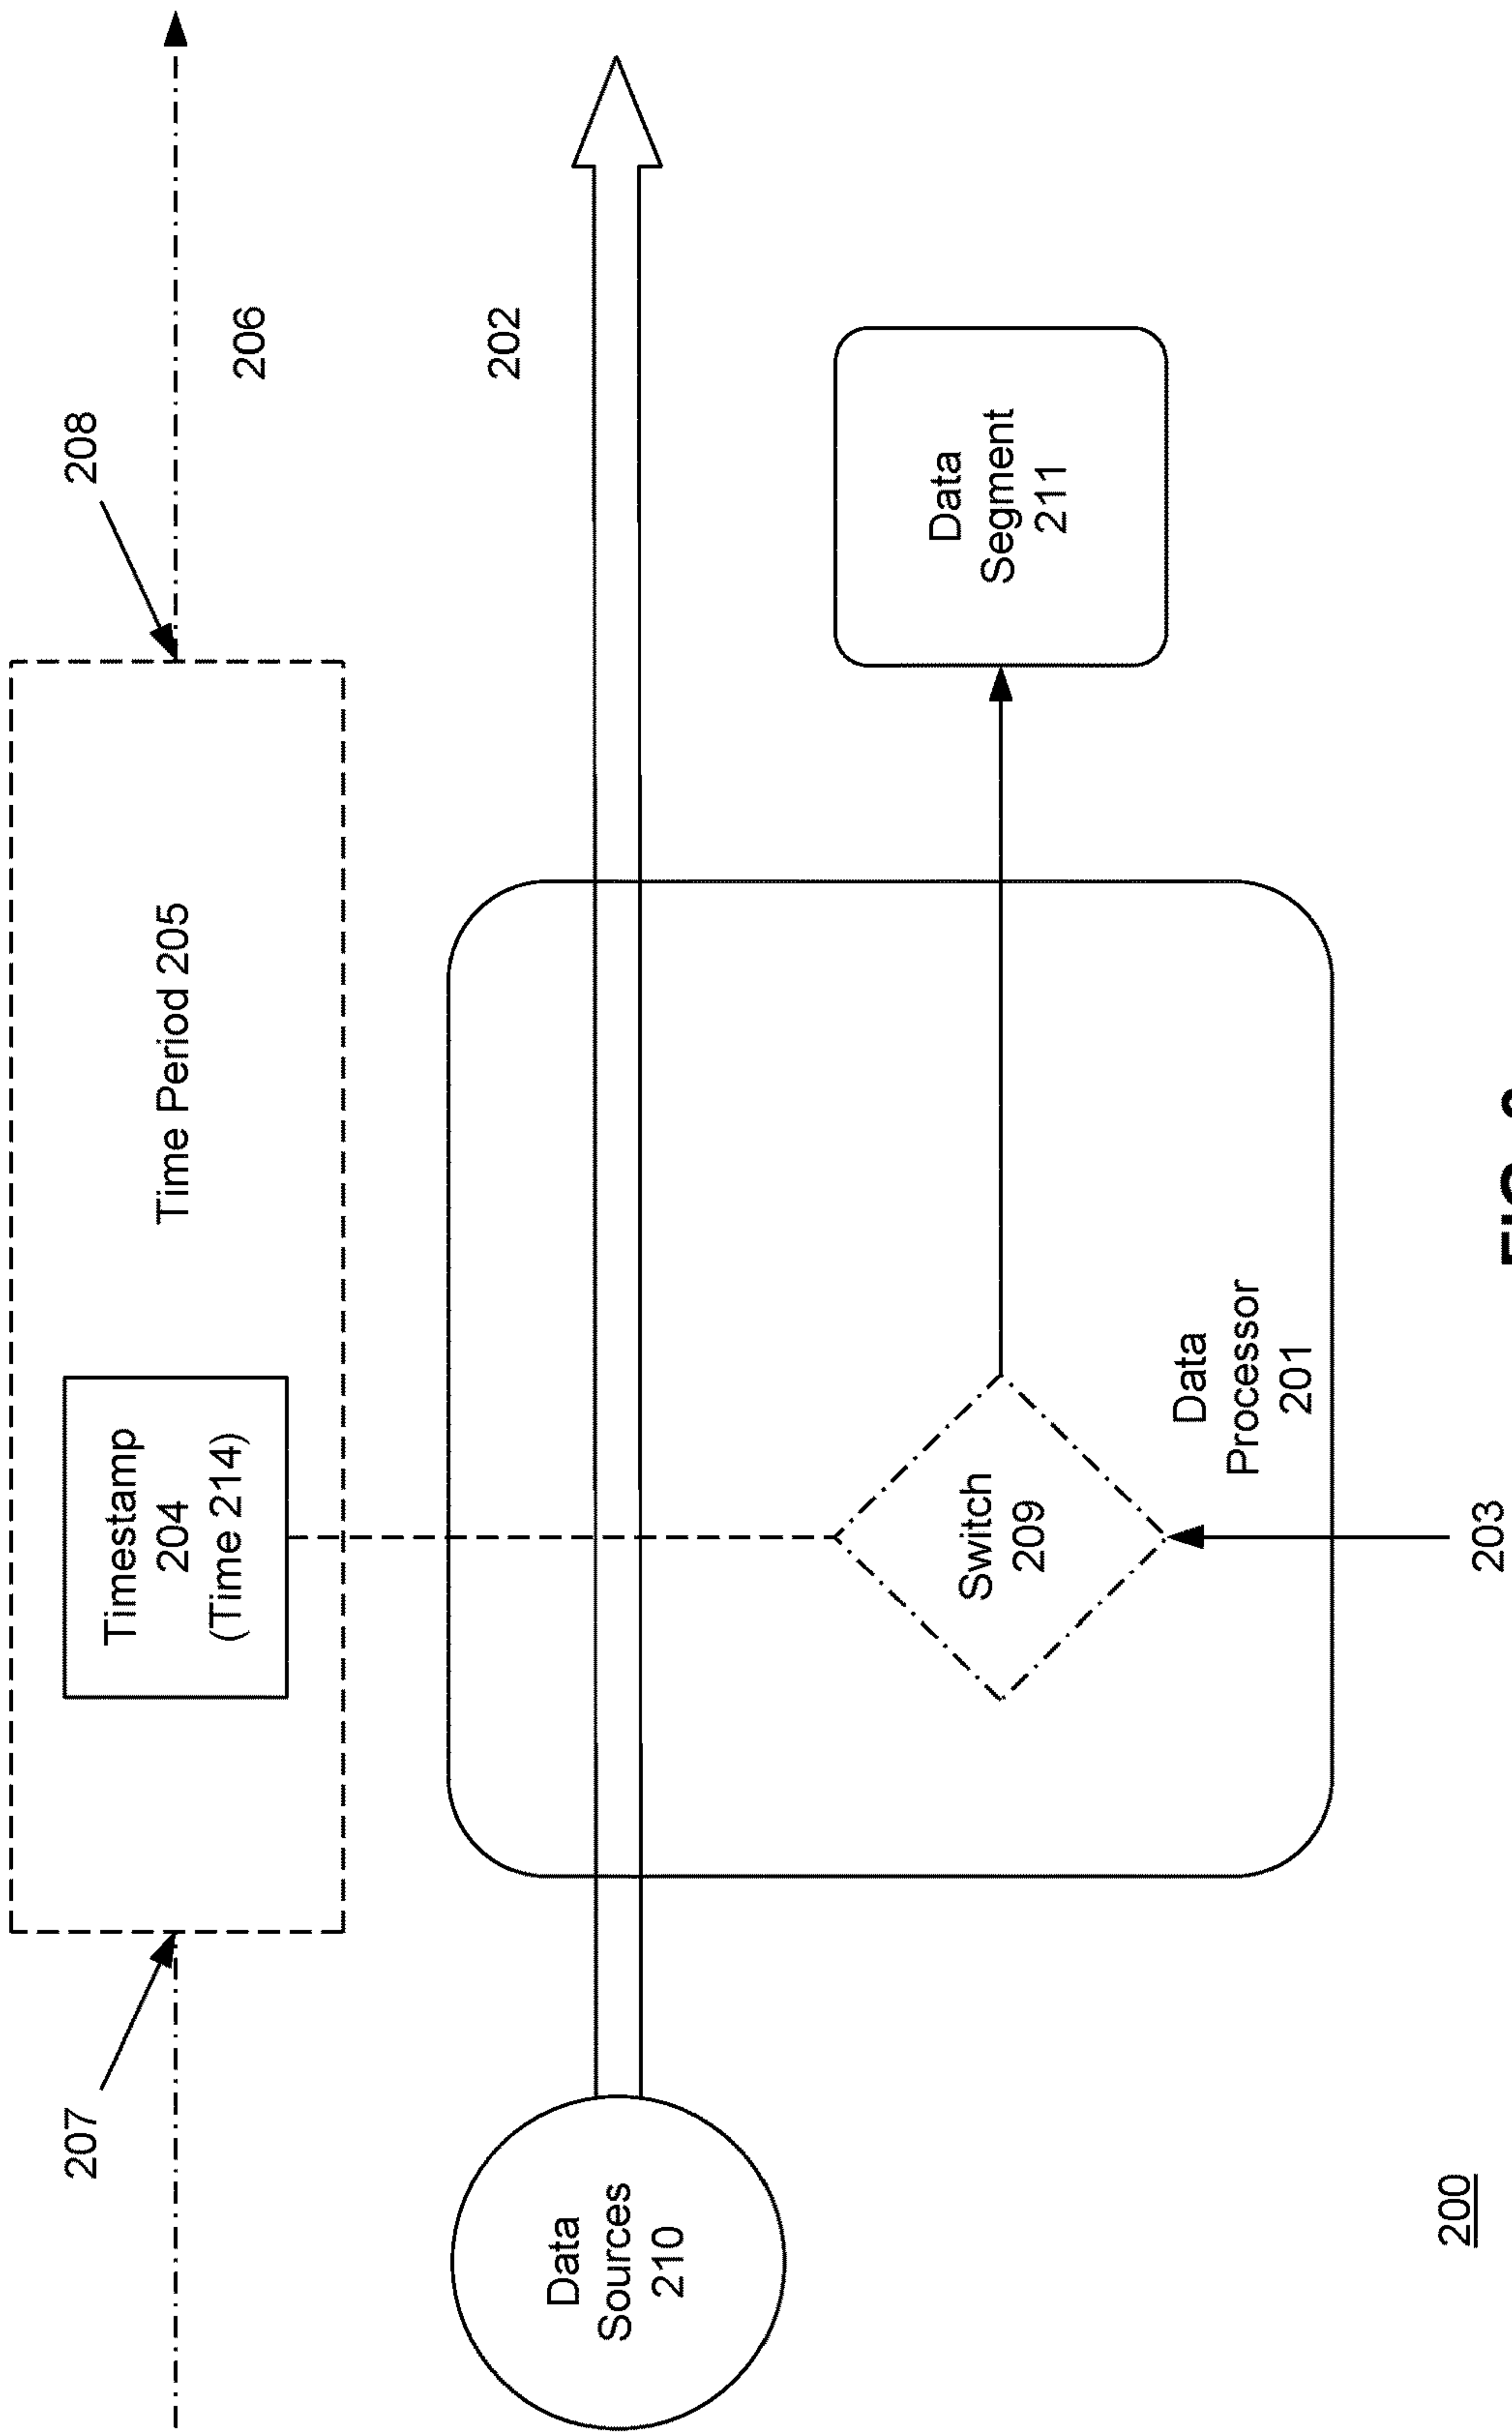 207
208
Timestamp
204
(Time 214)
Time Period 205
206
202
Data
Sources
210
Switch
209
Data
Segment
211
Data
Processor
201
203
200
FIG.